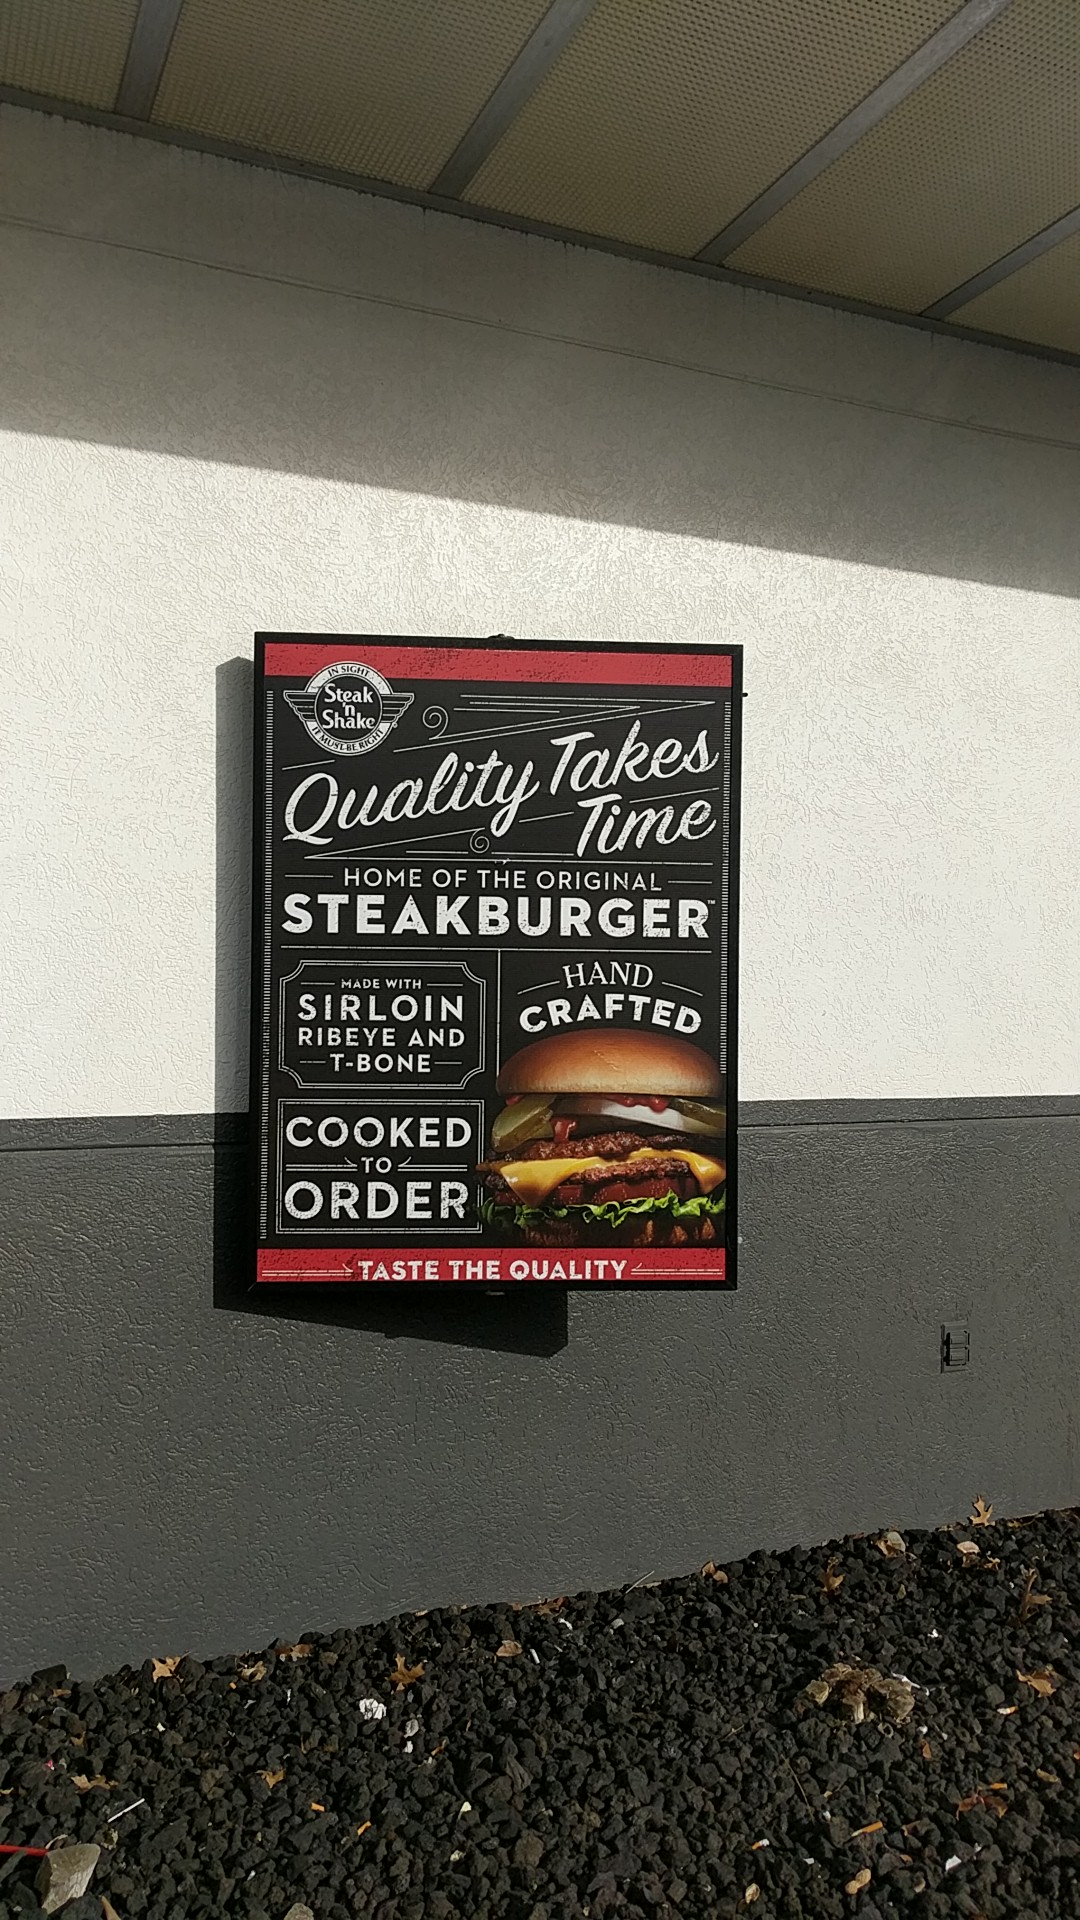 IN SIGHT
Steak
'n
Shake
IT MUST BE RIGHT
Quality Takes
Time
HOME OF THE ORIGINAL
STEAKBURGER™
MADE WITH
SIRLOIN
RIBEYE AND
T-BONE
HAND
CRAFTED
COOKED
TO
ORDER
TASTE THE QUALITY